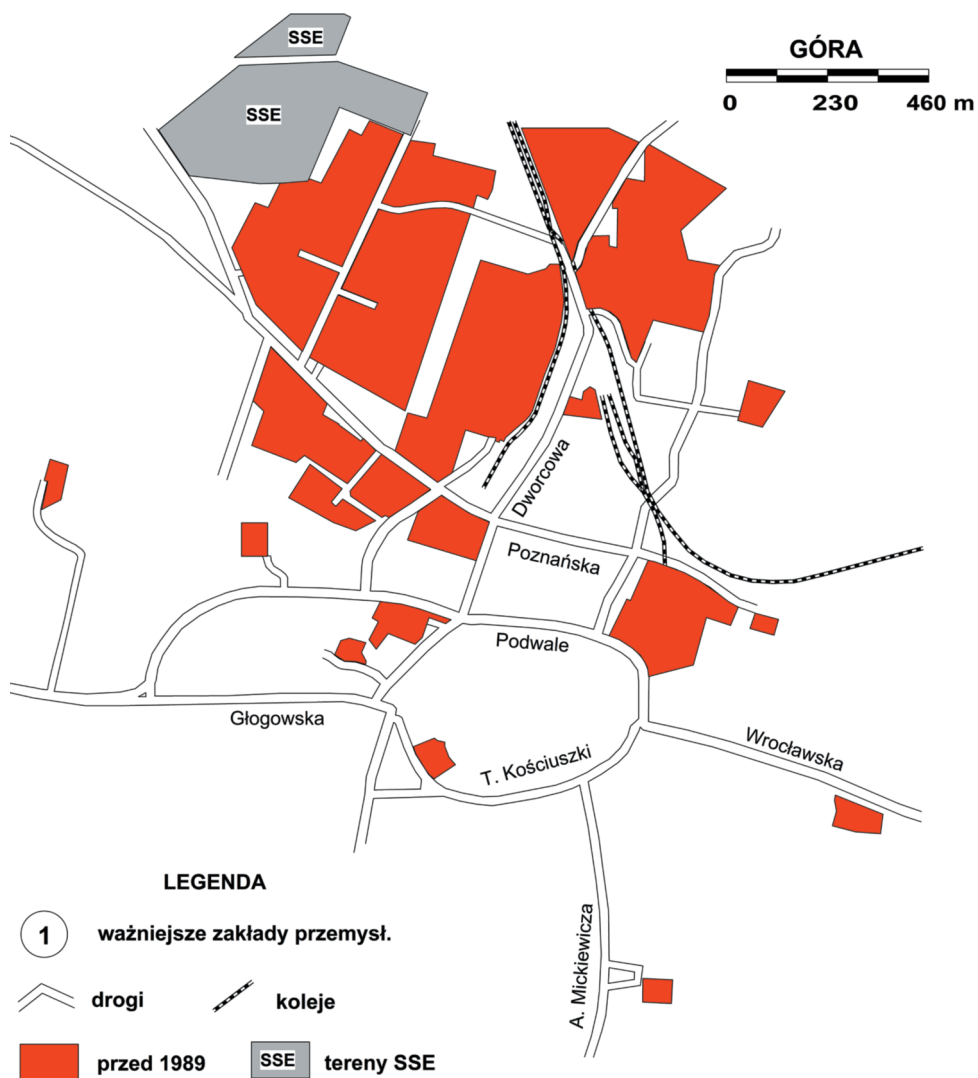 SSE
GÓRA
SSE
0 230 460 m
Dworcowa
Poznańska
Podwale
Głogowska
Wrocławska
T. Kościuszki
A. Mickiewicza
LEGENDA
1 ważniejsze zakłady przemysł.
drogi koleje
przed 1989 SSE tereny SSE